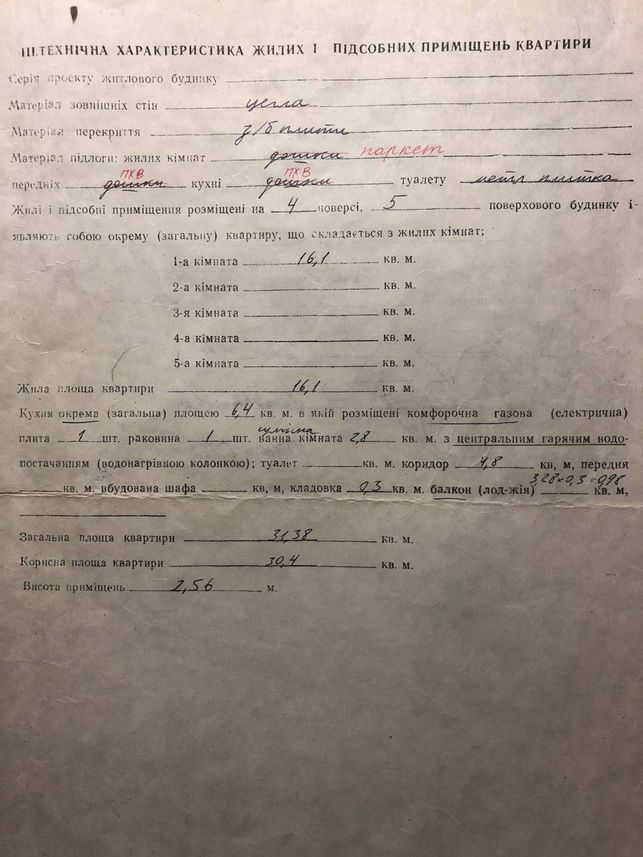 III.ТЕХНІЧНА ХАРАКТЕРИСТИКА ЖИЛИХ І ПІДСОБНИХ ПРИМІЩЕНЬ КВАРТИРИ
Серія проекту житлового будинку
Матеріал зовнішніх стін цегла
Матеріал перекриття з/б плити
Матеріал підлоги: жилих кімнат дошки паркет
ПХВ ПХВ
передніх дошки кухні дошки туалету метл плитка
Жилі і підсобні приміщення розміщені на 4 поверсі, 5 поверхового будинку і
являють собою окрему (загальну) квартиру, що складається з жилих кімнат;
1-а кімната 16,1 кв. м.
2-а кімната кв. м.
3-я кімната кв. м.
4-а кімната кв. м.
5-а кімната кв. м.
Жила площа квартири 16,1 кв. м.
Кухня окрема (загальна) площею 6,4 кв. м. в якій розміщені комфорочна газова (електрична)
суміщена
плита 1 шт. раковина 1 шт. ванна кімната 2,8 кв. м. з центральним гарячим водо-
постачанням (водонагрівною колонкою); туалет кв. м. коридор 4,8 кв, м, передня
3,28×0,3=0,98
кв. м. вбудована шафа кв, м, кладовка 0,3 кв. м. балкон (лод-жія) кв. м,
Загальна площа квартири 31,38 кв. м.
Корисна площа квартири 30,4 кв. м.
Висота приміщень 2,56 м.